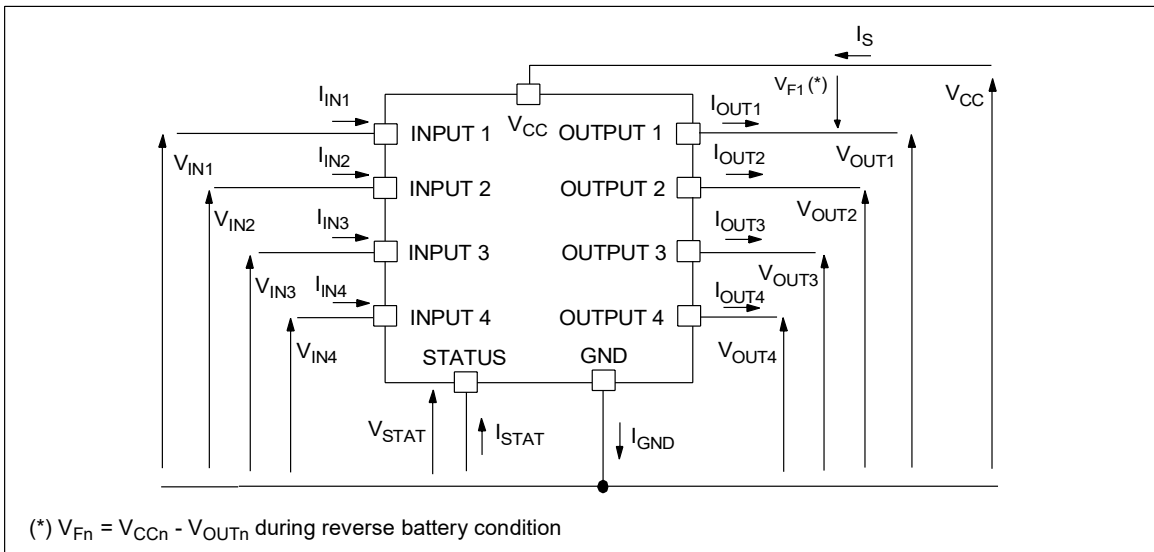 I_S
V_F1 (*)
V_CC
I_IN1
I_OUT1
V_CC
INPUT 1
OUTPUT 1
V_IN1
I_IN2
I_OUT2
V_OUT1
INPUT 2
OUTPUT 2
V_IN2
I_IN3
I_OUT3
V_OUT2
INPUT 3
OUTPUT 3
V_IN3
I_IN4
I_OUT4
V_OUT3
INPUT 4
OUTPUT 4
V_IN4
V_OUT4
STATUS
GND
V_STAT
I_STAT
I_GND
(*) V_Fn = V_CCn - V_OUTn during reverse battery condition